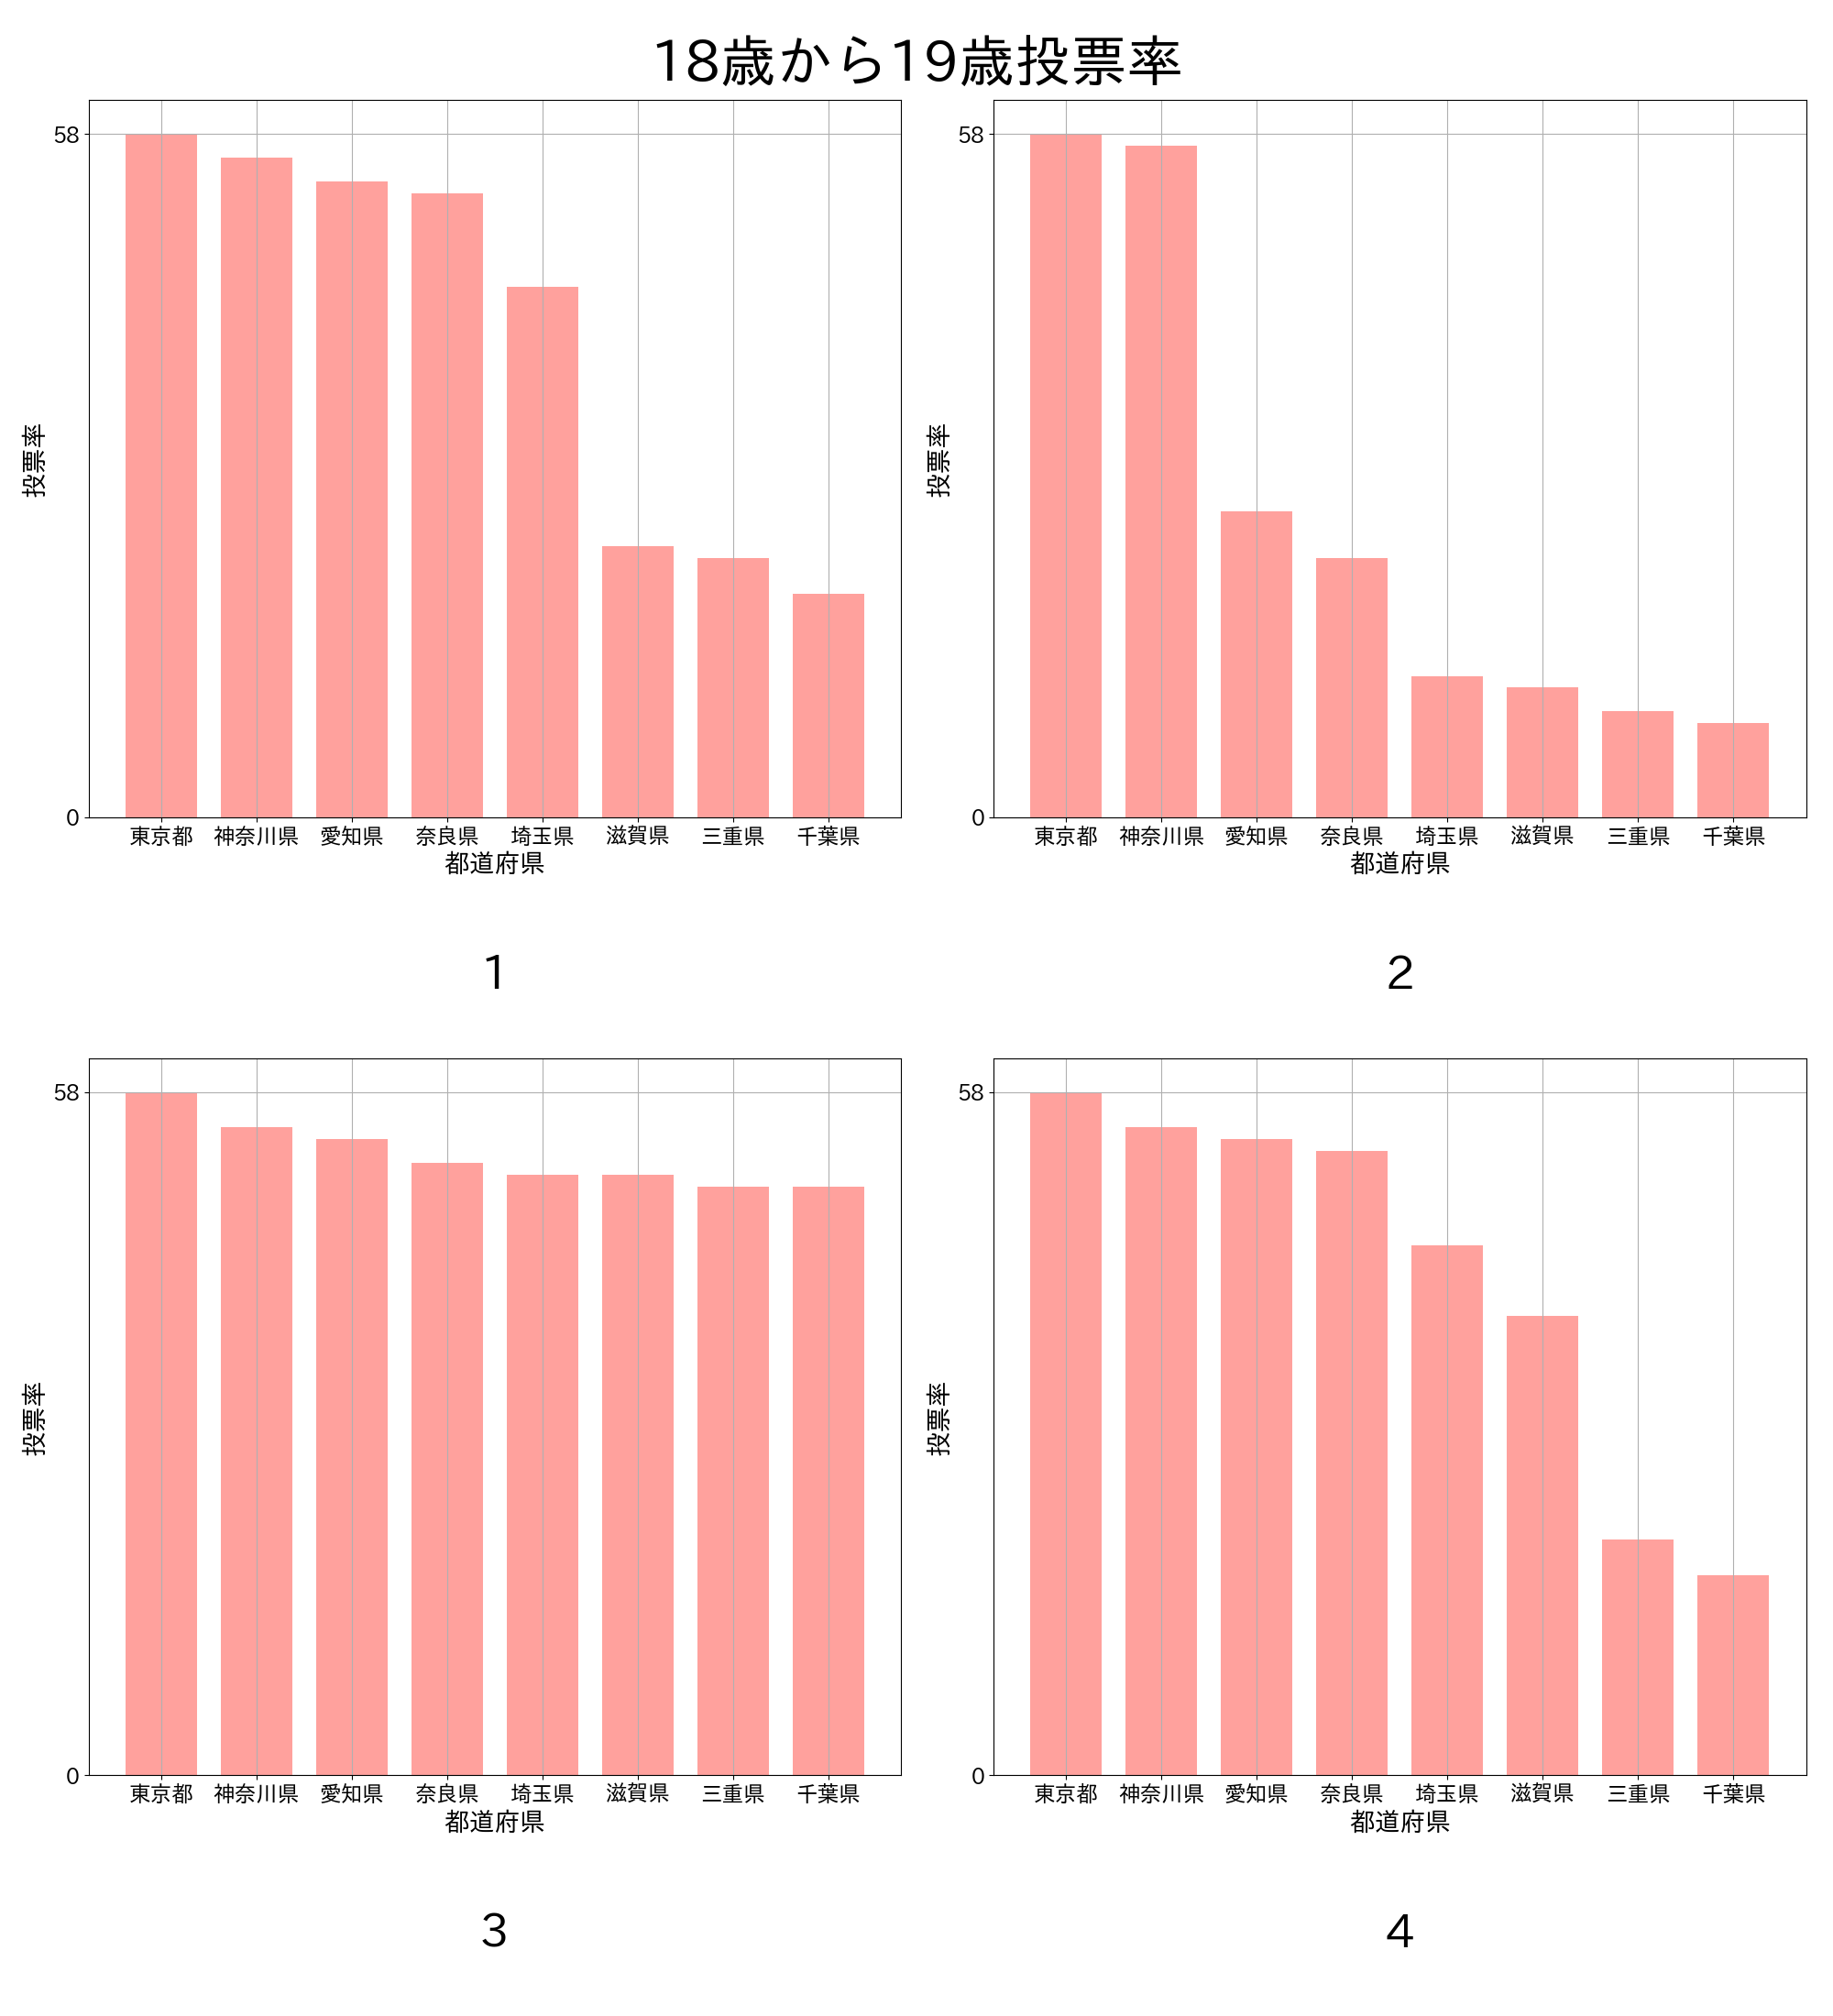 18歳から19歳投票率
58
0
投票率
東京都 神奈川県 愛知県 奈良県 埼玉県 滋賀県 三重県 千葉県
都道府県
1
58
0
投票率
東京都 神奈川県 愛知県 奈良県 埼玉県 滋賀県 三重県 千葉県
都道府県
2
58
0
投票率
東京都 神奈川県 愛知県 奈良県 埼玉県 滋賀県 三重県 千葉県
都道府県
3
58
0
投票率
東京都 神奈川県 愛知県 奈良県 埼玉県 滋賀県 三重県 千葉県
都道府県
4